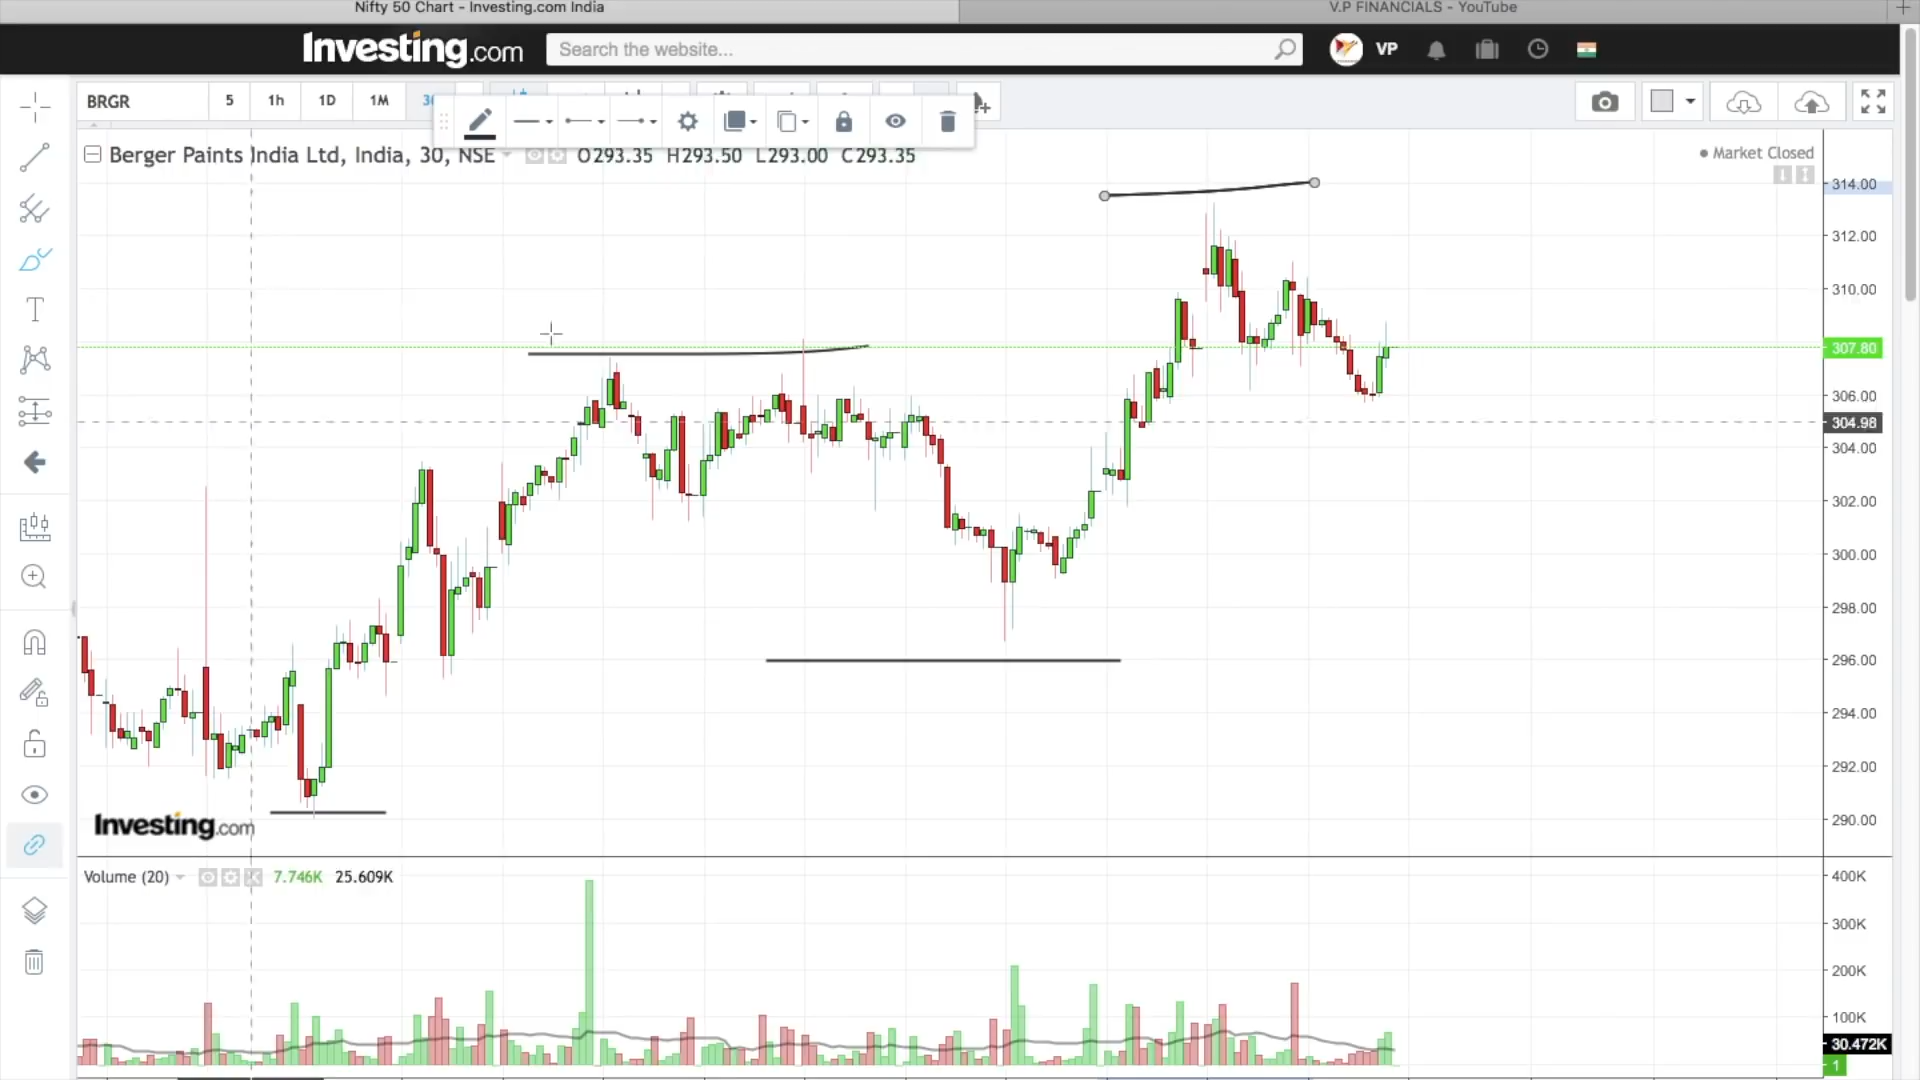 Nifty 50 Chart - Investing.com India
V.P FINANCIALS - YouTube
Investing.com
Search the website...
VP
BRGR
5
1h
1D
1M
Berger Paints India Ltd, India, 30, NSE
O293.35 H293.50 L293.00 C293.35
Market Closed
314.00
312.00
310.00
307.80
306.00
304.98
304.00
302.00
300.00
298.00
296.00
294.00
292.00
290.00
Investing.com
Volume (20)
7.746K 25.609K
400K
300K
200K
100K
30.472K
1